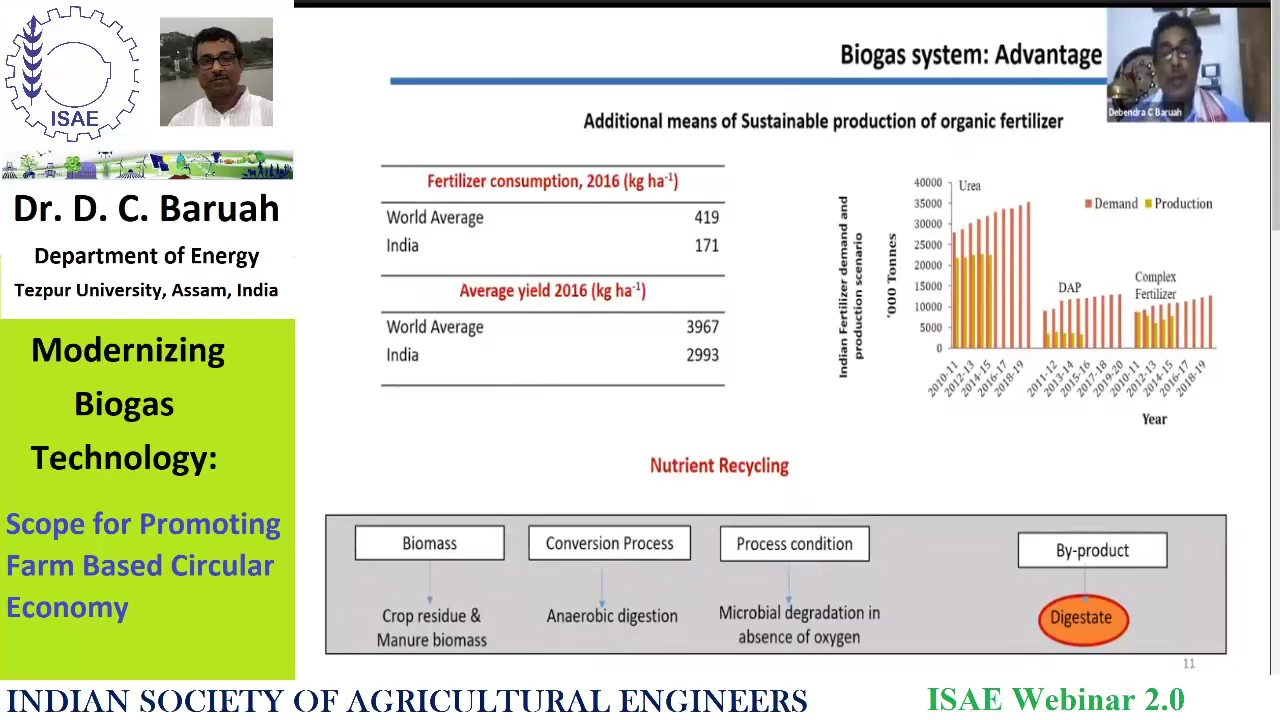 ISAE
Dr. D. C. Baruah
Department of Energy
Tezpur University, Assam, India
Modernizing
Biogas
Technology:
Scope for Promoting
Farm Based Circular
Economy
Biogas system: Advantage
Debendra C Baruah
Additional means of Sustainable production of organic fertilizer
Fertilizer consumption, 2016 (kg ha-1)
World Average 419
India 171
Average yield 2016 (kg ha-1)
World Average 3967
India 2993
Indian Fertilizer demand and
production scenario
'000 Tonnes
40000
35000
30000
25000
20000
15000
10000
5000
0
Urea
Demand Production
DAP
Complex
Fertilizer
2010-11
2012-13
2014-15
2016-17
2018-19
2011-12
2013-14
2015-16
2017-18
2019-20
2010-11
2012-13
2014-15
2016-17
2018-19
Year
Nutrient Recycling
Biomass
Crop residue &
Manure biomass
Conversion Process
Anaerobic digestion
Process condition
Microbial degradation in
absence of oxygen
By-product
Digestate
11
INDIAN SOCIETY OF AGRICULTURAL ENGINEERS
ISAE Webinar 2.0